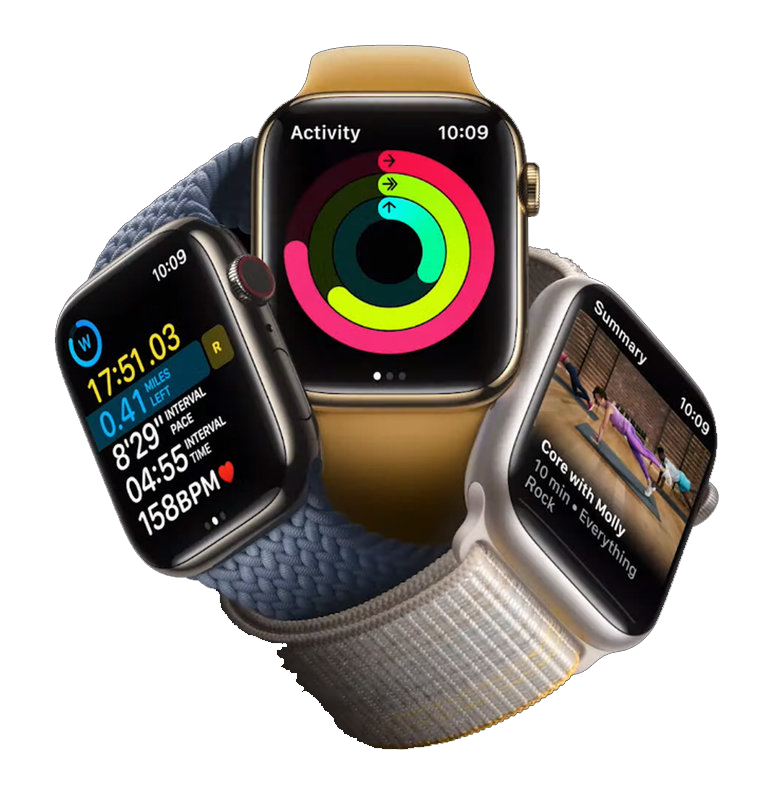 Activity 10:09
10:09
W
17:51.03
R
0.41 MILES LEFT
8'29" INTERVAL PACE
04:55 INTERVAL TIME
158BPM
Summary
10:09
Core with Molly
10 min • Everything
Rock